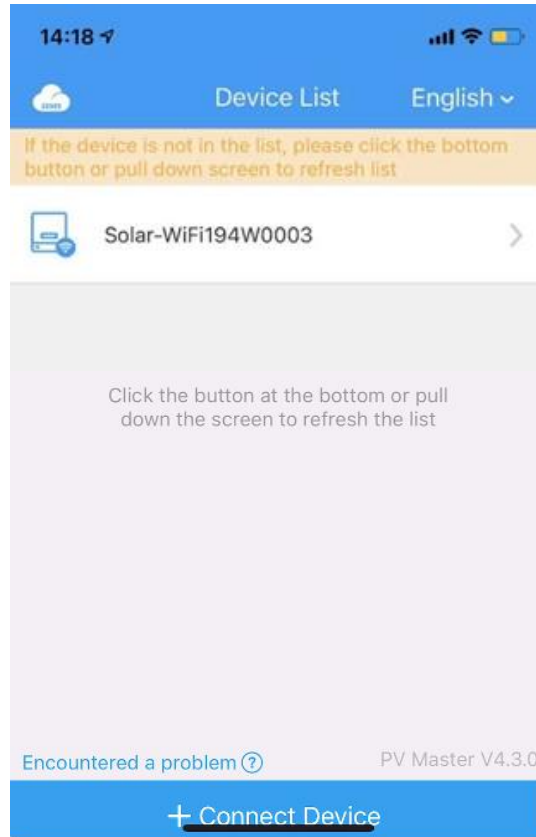 14:18
Device List
English
If the device is not in the list, please click the bottom
button or pull down screen to refresh list
Solar-WiFi194W0003
Click the button at the bottom or pull
down the screen to refresh the list
Encountered a problem ?
PV Master V4.3.0
+ Connect Device